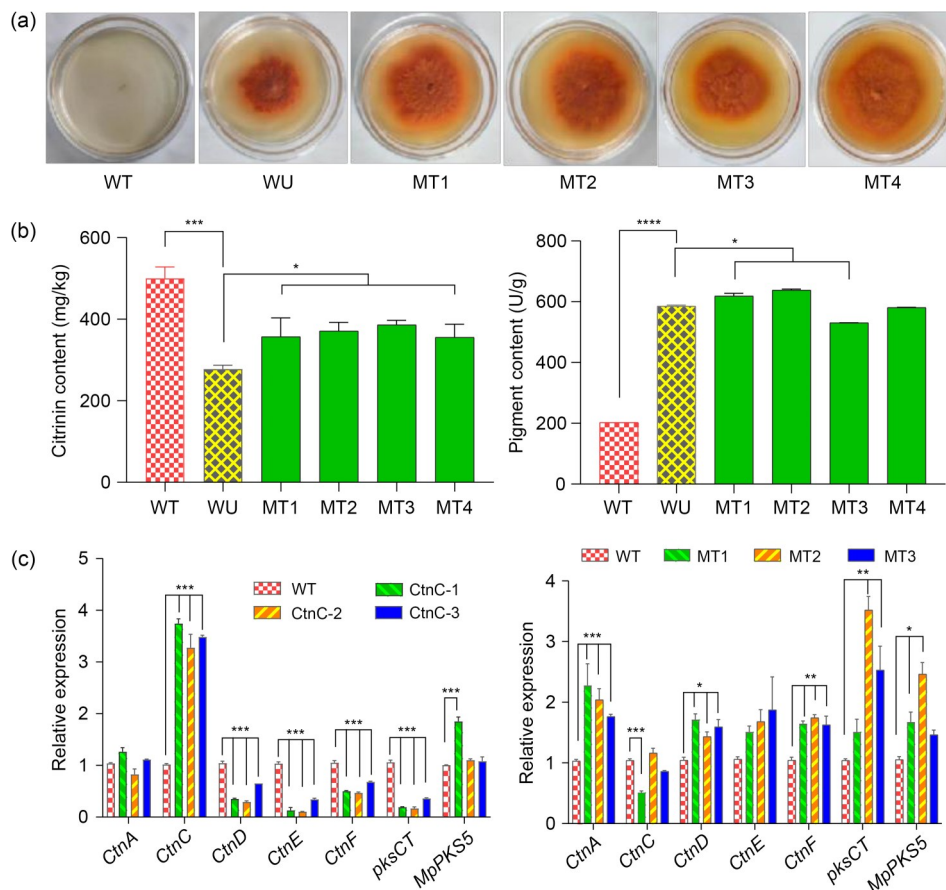 (a)
WT WU MT1 MT2 MT3 MT4
(b)
***
*
Citrinin content (mg/kg)
600
400
200
0
WT WU MT1 MT2 MT3 MT4
****
*
Pigment content (U/g)
800
600
400
200
0
WT WU MT1 MT2 MT3 MT4
(c)
WT CtnC-1
CtnC-2 CtnC-3
Relative expression
5
4
3
2
1
0
*** *** *** *** *** ***
CtnA CtnC CtnD CtnE CtnF pksCT MpPKS5
WT MT1 MT2 MT3
Relative expression
4
3
2
1
0
*** *** * ** ** *
CtnA CtnC CtnD CtnE CtnF pksCT MpPKS5